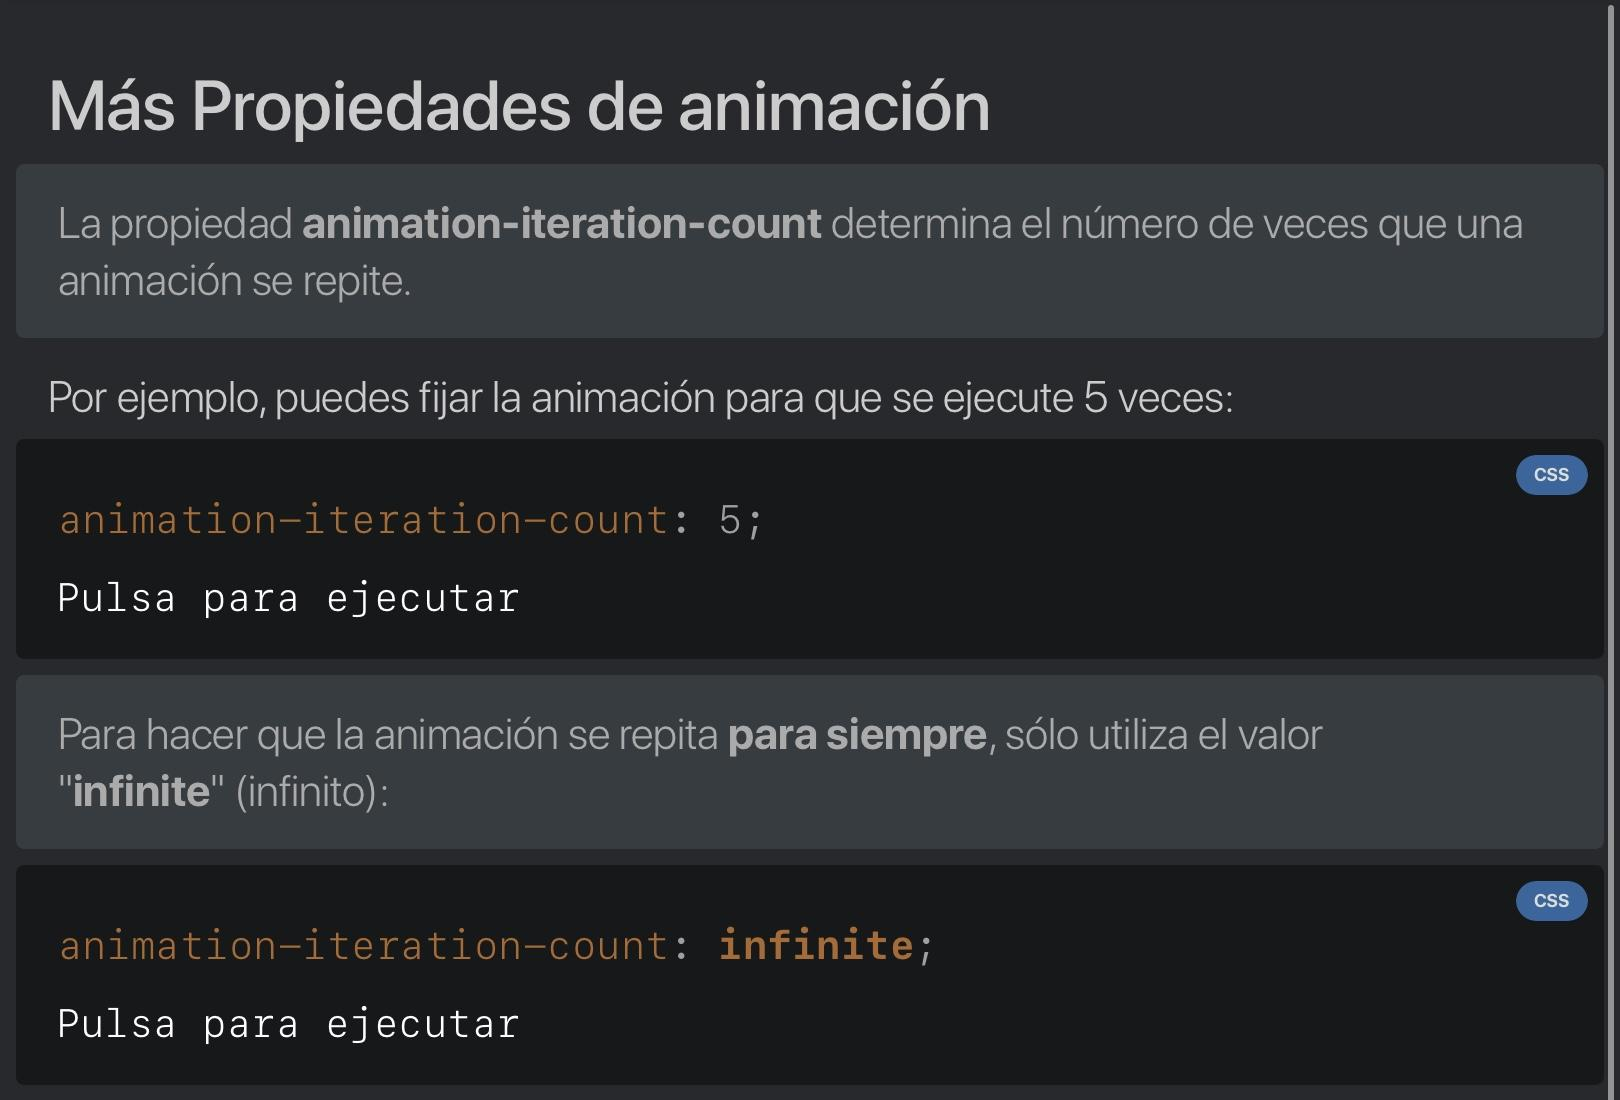 Más Propiedades de animación
La propiedad animation-iteration-count determina el número de veces que una
animación se repite.
Por ejemplo, puedes fijar la animación para que se ejecute 5 veces:
CSS
animation-iteration-count: 5;
Pulsa para ejecutar
Para hacer que la animación se repita para siempre, sólo utiliza el valor
"infinite" (infinito):
CSS
animation-iteration-count: infinite;
Pulsa para ejecutar